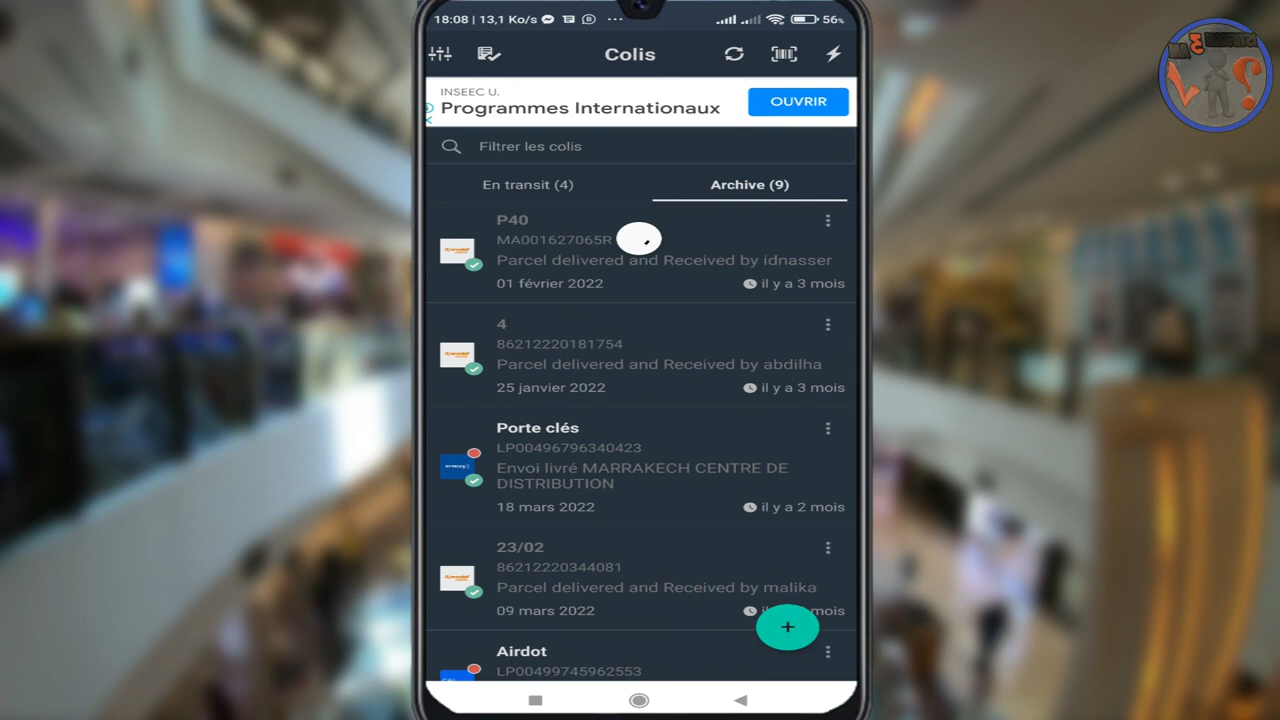 18:08 | 13,1 Ko/s
56%
Colis
INSEEC U.
Programmes Internationaux
OUVRIR
Filtrer les colis
En transit (4)
Archive (9)
P40
MA001627065R
Parcel delivered and Received by idnasser
01 février 2022
il y a 3 mois
4
86212220181754
Parcel delivered and Received by abdilha
25 janvier 2022
il y a 3 mois
Porte clés
LP00496796340423
Envoi livré MARRAKECH CENTRE DE
DISTRIBUTION
18 mars 2022
il y a 2 mois
23/02
86212220344081
Parcel delivered and Received by malika
09 mars 2022
mois
+
Airdot
LP00499745962553